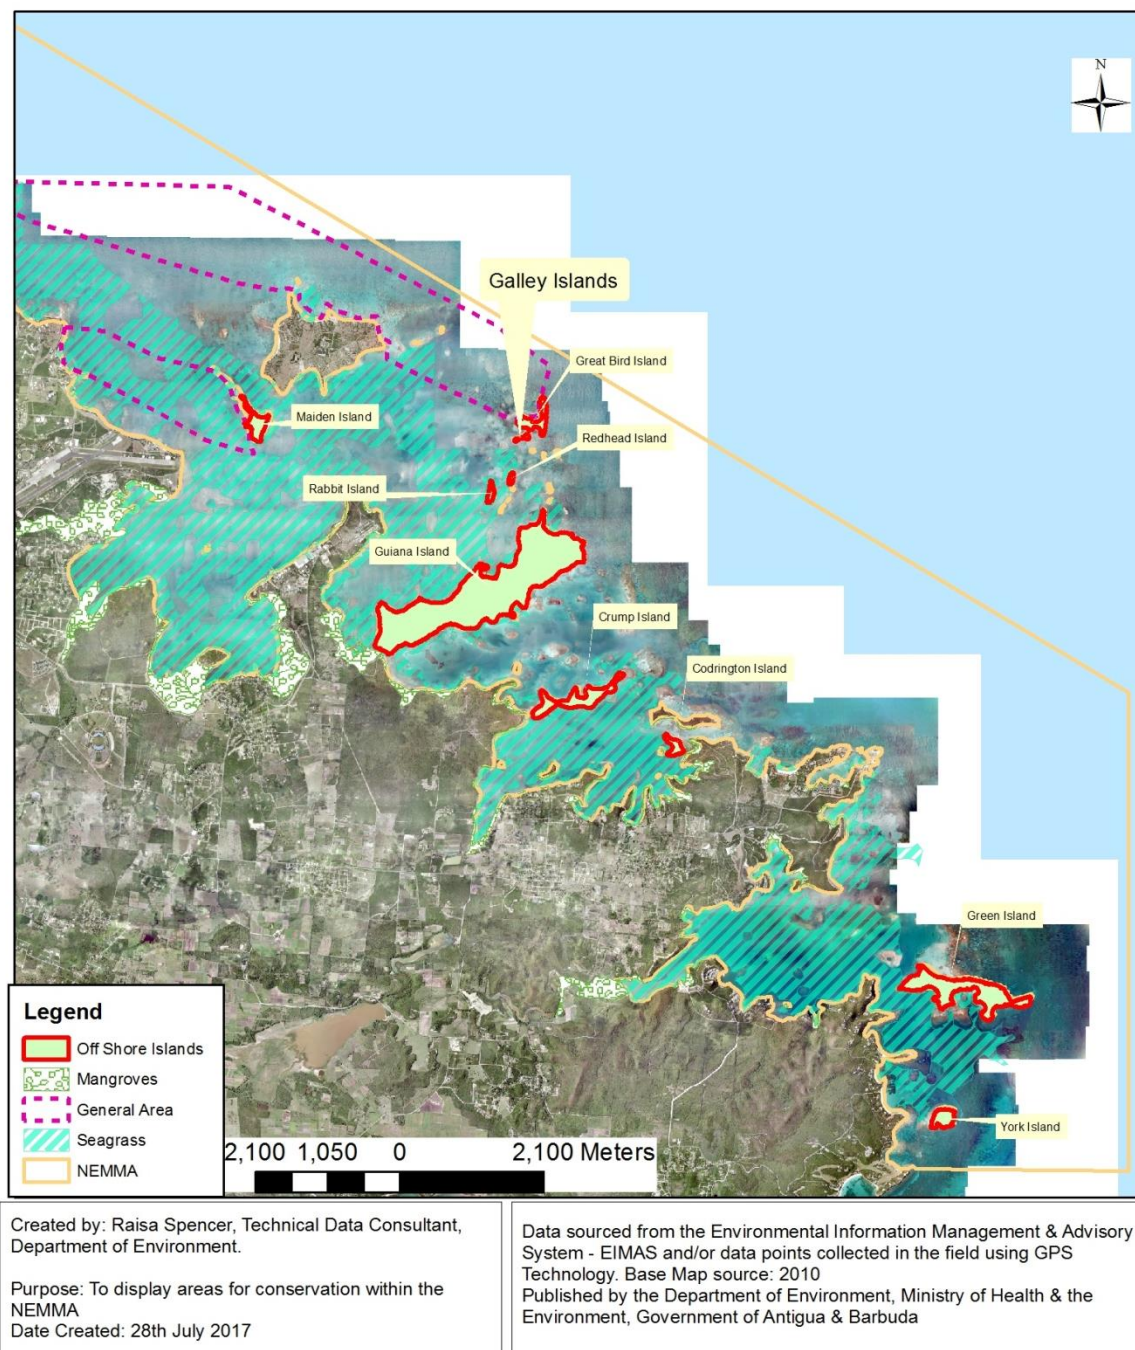 N
Galley Islands
Great Bird Island
Maiden Island
Redhead Island
Rabbit Island
Guiana Island
Crump Island
Codrington Island
Green Island
York Island
Legend
Off Shore Islands
Mangroves
General Area
Seagrass
NEMMA
2,100 1,050 0 2,100 Meters
Created by: Raisa Spencer, Technical Data Consultant,
Department of Environment.
Purpose: To display areas for conservation within the
NEMMA
Date Created: 28th July 2017
Data sourced from the Environmental Information Management & Advisory
System - EIMAS and/or data points collected in the field using GPS
Technology. Base Map source: 2010
Published by the Department of Environment, Ministry of Health & the
Environment, Government of Antigua & Barbuda